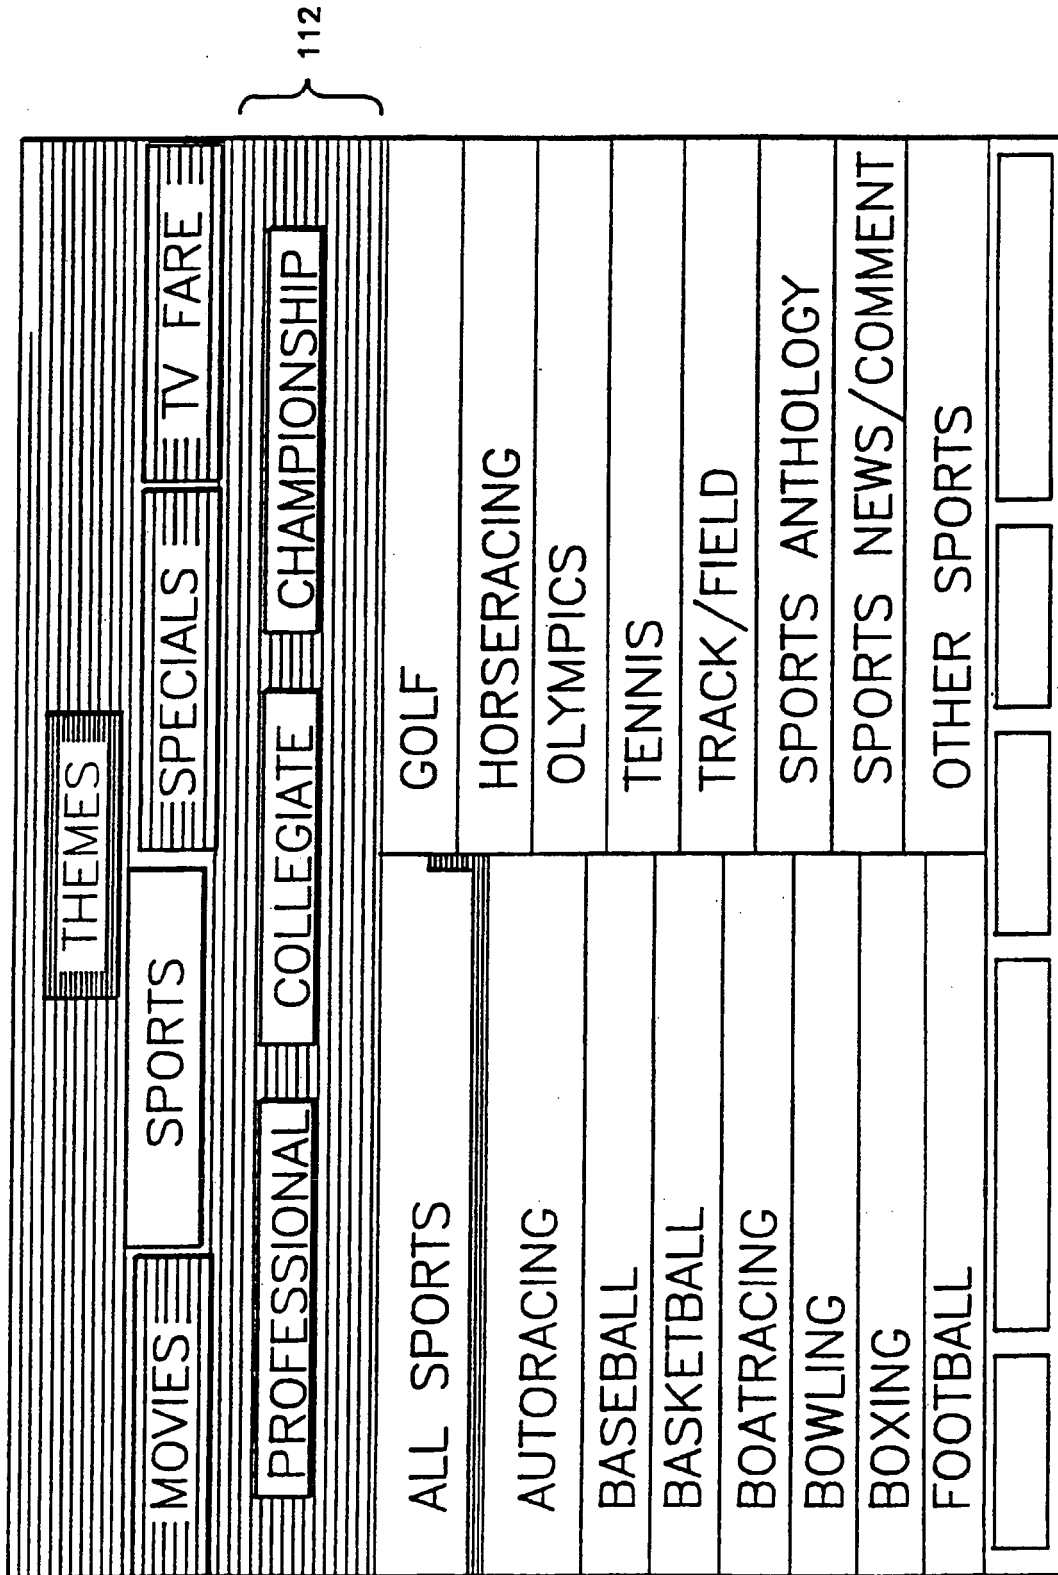 THEMES
MOVIES SPORTS SPECIALS TV FARE
PROFESSIONAL COLLEGIATE CHAMPIONSHIP
112
ALL SPORTS
AUTORACING
BASEBALL
BASKETBALL
BOATRACING
BOWLING
BOXING
FOOTBALL
GOLF
HORSERACING
OLYMPICS
TENNIS
TRACK/FIELD
SPORTS ANTHOLOGY
SPORTS NEWS/COMMENT
OTHER SPORTS